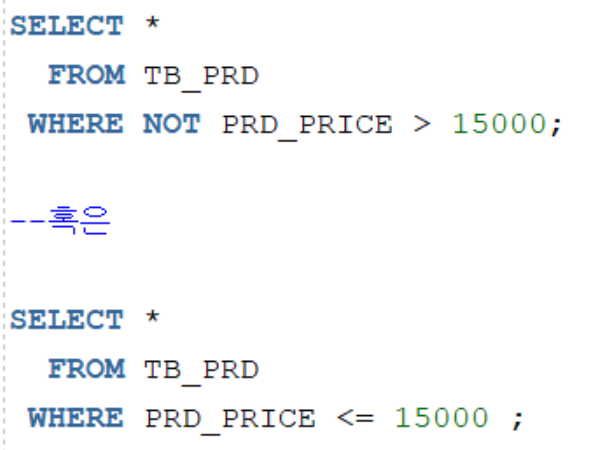 SELECT *
FROM TB_PRD
WHERE NOT PRD_PRICE > 15000;
--혹은
SELECT *
FROM TB_PRD
WHERE PRD_PRICE <= 15000 ;